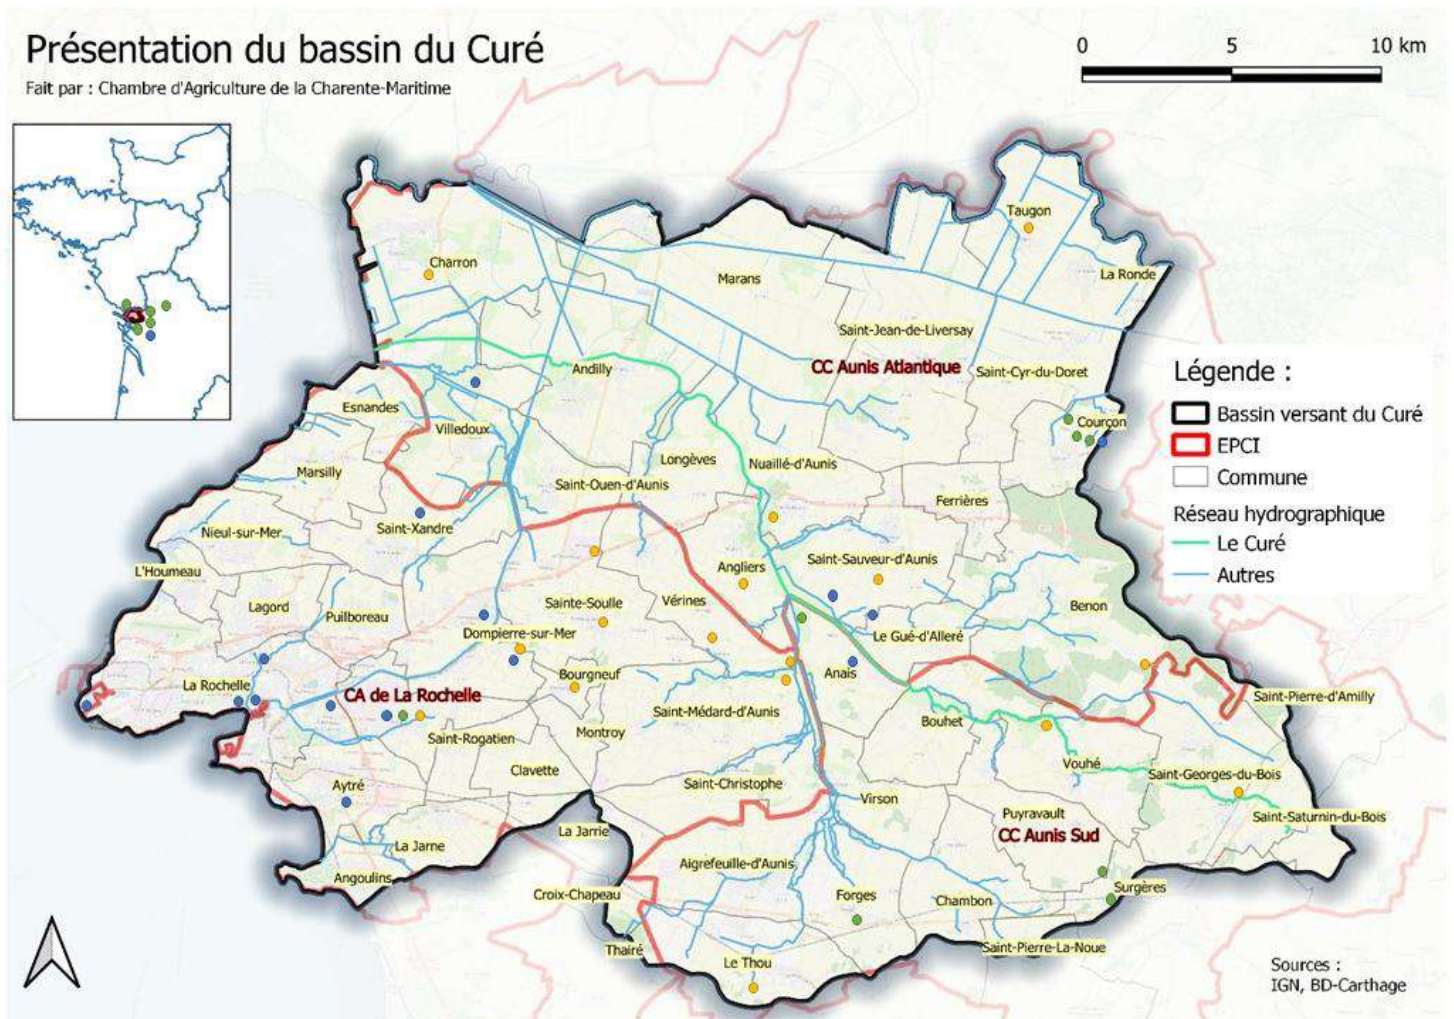 Présentation du bassin du Curé
Fait par : Chambre d'Agriculture de la Charente-Maritime
0 5 10 km
Taugon
Charron
La Ronde
Marans
Saint-Jean-de-Liversay
Andilly
CC Aunis Atlantique
Saint-Cyr-du-Doret
Légende :
Bassin versant du Curé
EPCI
Commune
Réseau hydrographique
Le Curé
Autres
Esnandes
Villedoux
Courçon
Marsilly
Longèves
Nuaillé-d'Aunis
Saint-Ouen-d'Aunis
Ferrières
Saint-Xandre
Nieul-sur-Mer
L'Houmeau
Angliers
Saint-Sauveur-d'Aunis
Lagord
Puilboreau
Sainte-Soulle
Vérines
Benon
Dompierre-sur-Mer
Le Gué-d'Alleré
La Rochelle
CA de La Rochelle
Bourgneuf
Anais
Saint-Pierre-d'Amilly
Saint-Médard-d'Aunis
Bouhet
Saint-Rogatien
Montroy
Vouhé
Clavette
Saint-Christophe
Saint-Georges-du-Bois
Aytré
Virson
Puyravault
Saint-Saturnin-du-Bois
La Jarrie
CC Aunis Sud
La Jarne
Aigrefeuille-d'Aunis
Angoulins
Croix-Chapeau
Forges
Chambon
Surgères
Thairé
Saint-Pierre-La-Noue
Le Thou
Sources :
IGN, BD-Carthage